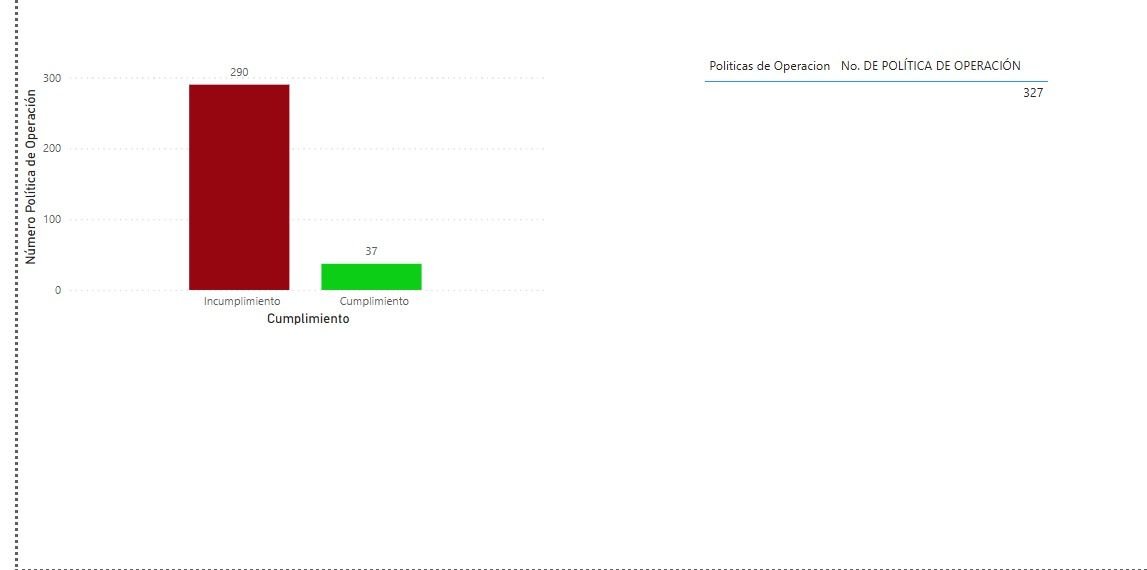 Número Política de Operación
300
200
100
0
290
37
Incumplimiento Cumplimiento
Cumplimiento
Politicas de Operacion No. DE POLÍTICA DE OPERACIÓN
327